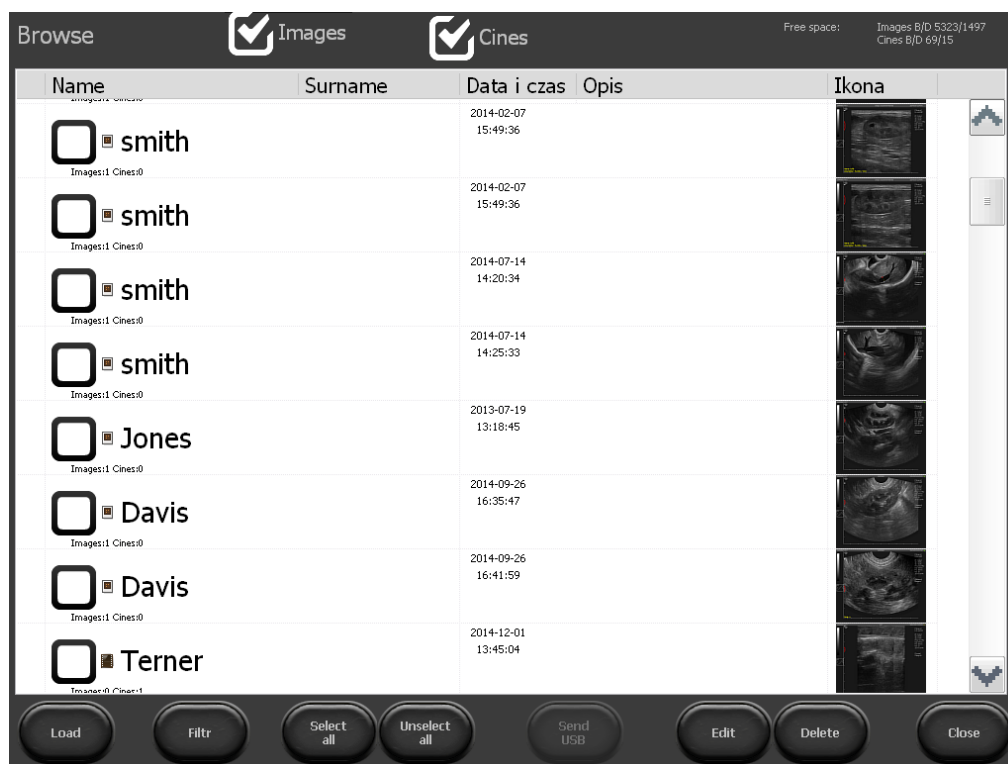 Browse
Images
Cines
Free space:
Images B/D 5323/1497
Cines B/D 69/15
Name Surname Data i czas Opis Ikona
Images:1 Cines:0
2014-02-07
15:49:36
smith
Images:1 Cines:0
2014-02-07
15:49:36
smith
Images:1 Cines:0
2014-07-14
14:20:34
smith
Images:1 Cines:0
2014-07-14
14:25:33
smith
Images:1 Cines:0
2013-07-19
13:18:45
Jones
Images:1 Cines:0
2014-09-26
16:35:47
Davis
Images:1 Cines:0
2014-09-26
16:41:59
Davis
Images:1 Cines:0
2014-12-01
13:45:04
Terner
Images:0 Cines:1
Load
Filtr
Select
all
Unselect
all
Send
USB
Edit
Delete
Close